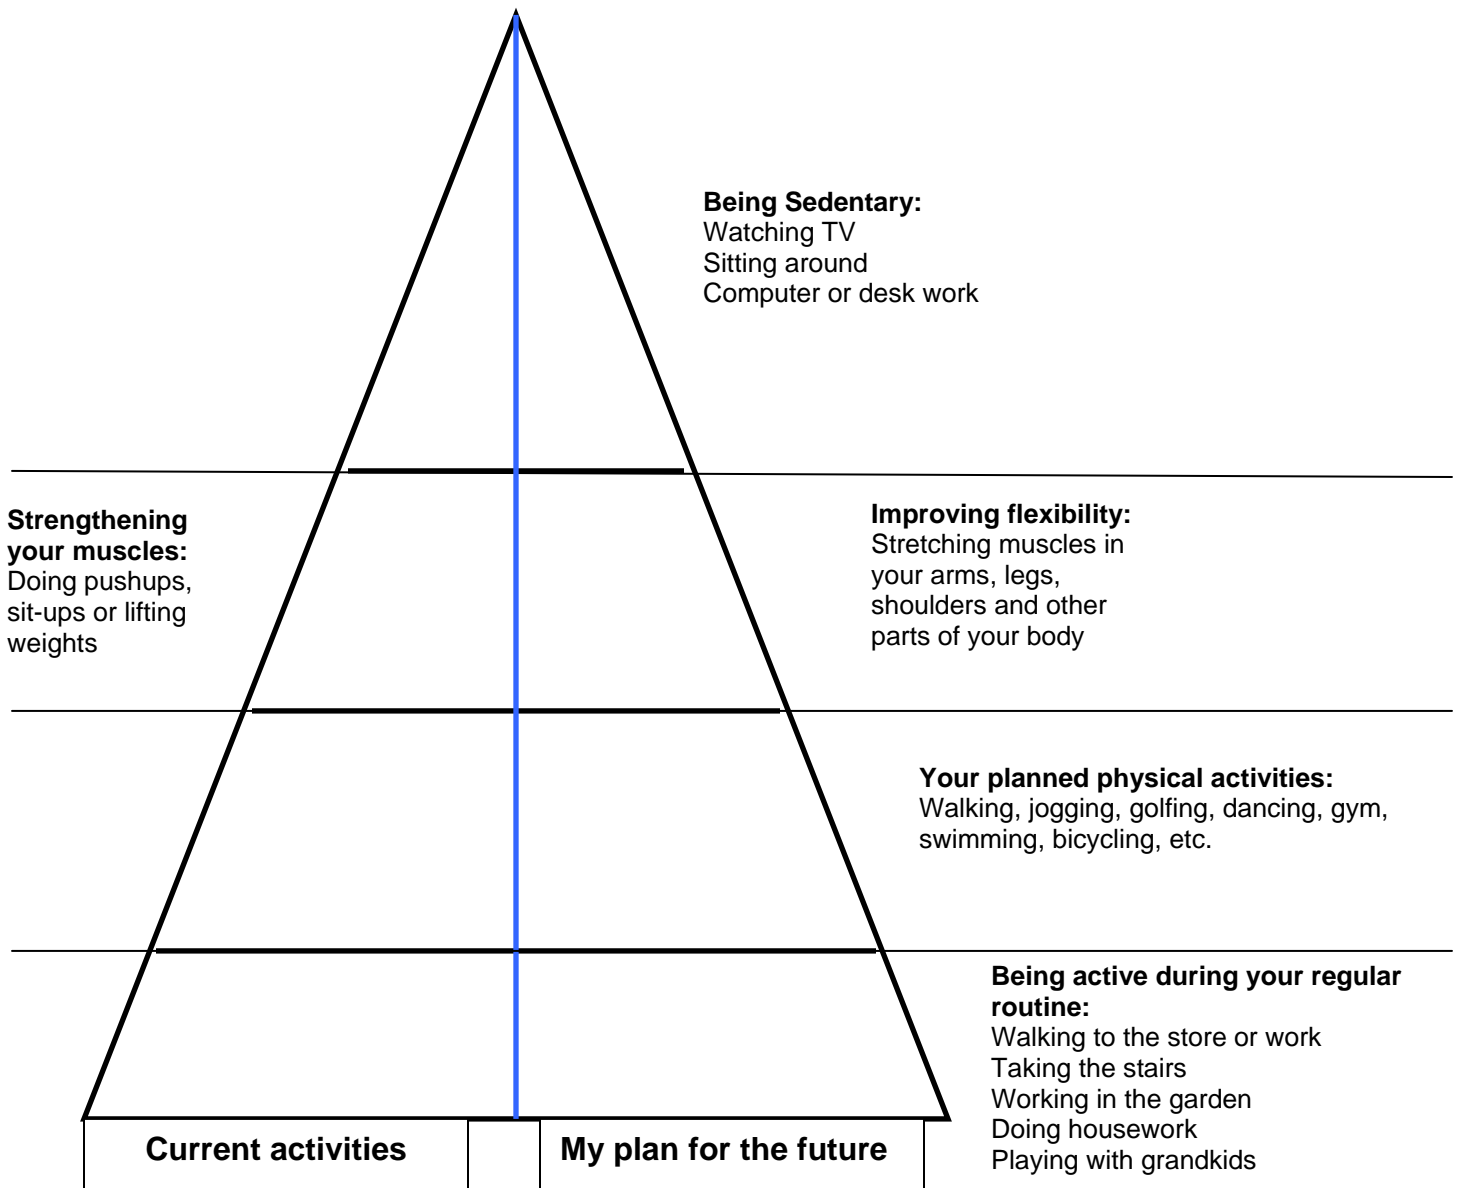 Being Sedentary:
Watching TV
Sitting around
Computer or desk work
Strengthening
your muscles:
Doing pushups,
sit-ups or lifting
weights
Improving flexibility:
Stretching muscles in
your arms, legs,
shoulders and other
parts of your body
Your planned physical activities:
Walking, jogging, golfing, dancing, gym,
swimming, bicycling, etc.
Being active during your regular
routine:
Walking to the store or work
Taking the stairs
Working in the garden
Doing housework
Playing with grandkids
Current activities
My plan for the future